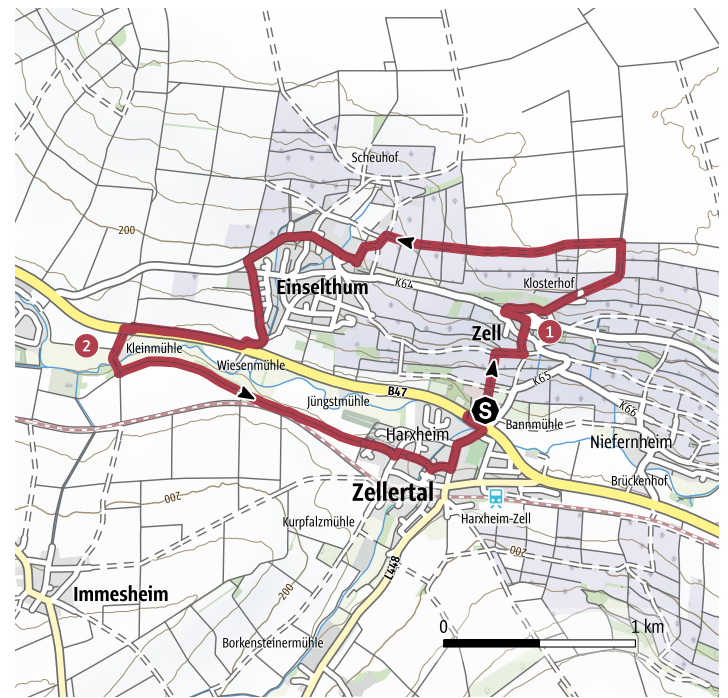 Scheuhof
200
K64
Klosterhof
Einselthum
Zell
1
2
Kleinmühle
Wiesenmühle
K65
B47
Jüngstmühle
K66
S
Bannmühle
Harxheim
Niefernheim
Zellertal
Brückenhof
200
Kurpfalzmühle
Harxheim-Zell
200
L448
200
Immesheim
0
1 km
Borkensteinermühle